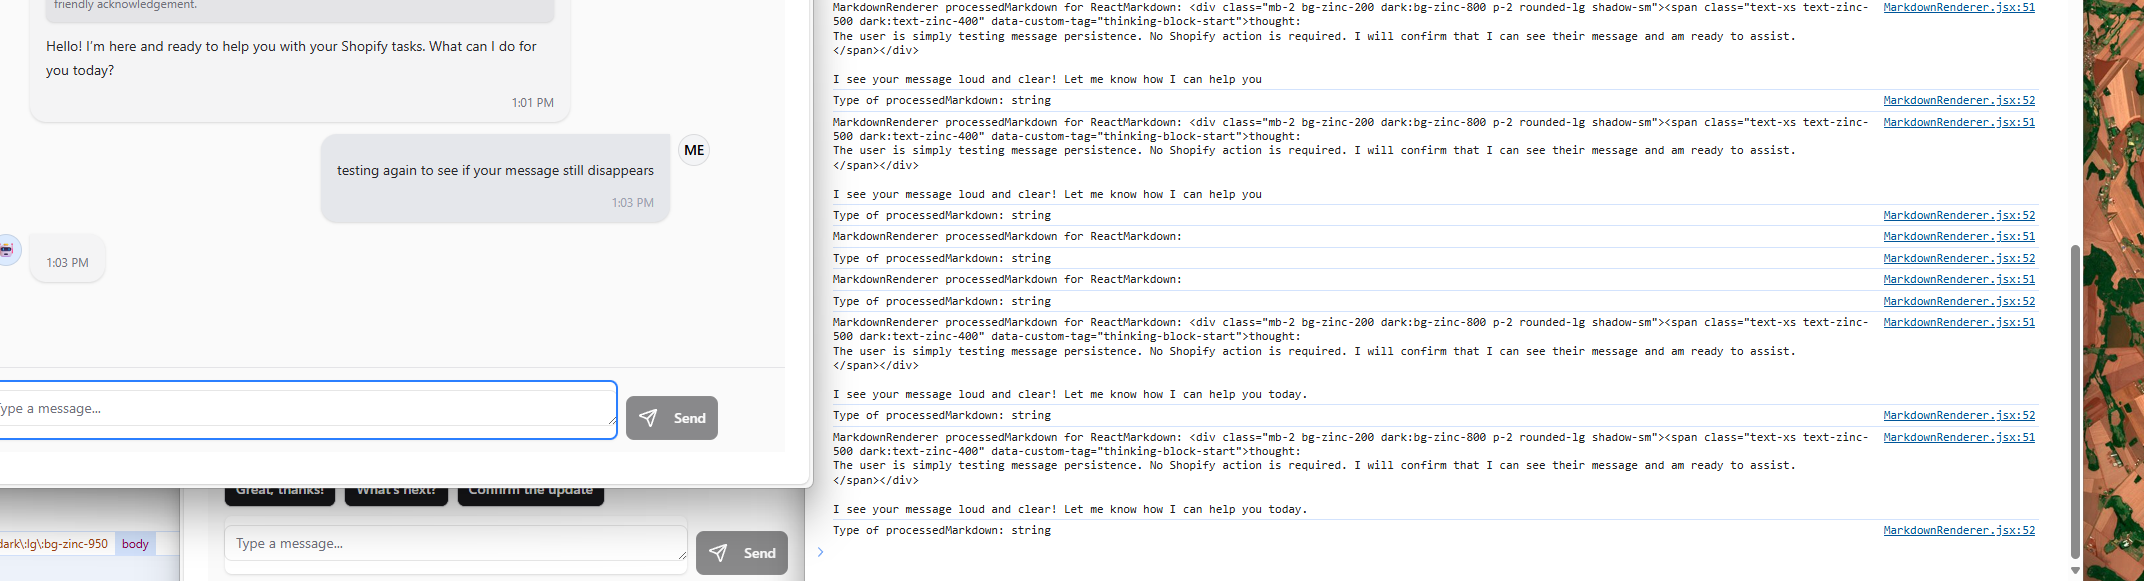 friendly acknowledgement.
Hello! I'm here and ready to help you with your Shopify tasks. What can I do for
you today?
1:01 PM
ME
testing again to see if your message still disappears
1:03 PM
1:03 PM
Type a message...
Send
Great, thanks!
What's next?
Confirm the update
Type a message...
Send
dark\:lg\:bg-zinc-950
body
MarkdownRenderer processedMarkdown for ReactMarkdown: <div class="mb-2 bg-zinc-200 dark:bg-zinc-800 p-2 rounded-lg shadow-sm"><span class="text-xs text-zinc- MarkdownRenderer.jsx:51
500 dark:text-zinc-400" data-custom-tag="thinking-block-start">thought:
The user is simply testing message persistence. No Shopify action is required. I will confirm that I can see their message and am ready to assist.
</span></div>
I see your message loud and clear! Let me know how I can help you
Type of processedMarkdown: string MarkdownRenderer.jsx:52
MarkdownRenderer processedMarkdown for ReactMarkdown: <div class="mb-2 bg-zinc-200 dark:bg-zinc-800 p-2 rounded-lg shadow-sm"><span class="text-xs text-zinc- MarkdownRenderer.jsx:51
500 dark:text-zinc-400" data-custom-tag="thinking-block-start">thought:
The user is simply testing message persistence. No Shopify action is required. I will confirm that I can see their message and am ready to assist.
</span></div>
I see your message loud and clear! Let me know how I can help you
Type of processedMarkdown: string MarkdownRenderer.jsx:52
MarkdownRenderer processedMarkdown for ReactMarkdown: MarkdownRenderer.jsx:51
Type of processedMarkdown: string MarkdownRenderer.jsx:52
MarkdownRenderer processedMarkdown for ReactMarkdown: MarkdownRenderer.jsx:51
Type of processedMarkdown: string MarkdownRenderer.jsx:52
MarkdownRenderer processedMarkdown for ReactMarkdown: <div class="mb-2 bg-zinc-200 dark:bg-zinc-800 p-2 rounded-lg shadow-sm"><span class="text-xs text-zinc- MarkdownRenderer.jsx:51
500 dark:text-zinc-400" data-custom-tag="thinking-block-start">thought:
The user is simply testing message persistence. No Shopify action is required. I will confirm that I can see their message and am ready to assist.
</span></div>
I see your message loud and clear! Let me know how I can help you today.
Type of processedMarkdown: string MarkdownRenderer.jsx:52
MarkdownRenderer processedMarkdown for ReactMarkdown: <div class="mb-2 bg-zinc-200 dark:bg-zinc-800 p-2 rounded-lg shadow-sm"><span class="text-xs text-zinc- MarkdownRenderer.jsx:51
500 dark:text-zinc-400" data-custom-tag="thinking-block-start">thought:
The user is simply testing message persistence. No Shopify action is required. I will confirm that I can see their message and am ready to assist.
</span></div>
I see your message loud and clear! Let me know how I can help you today.
Type of processedMarkdown: string MarkdownRenderer.jsx:52